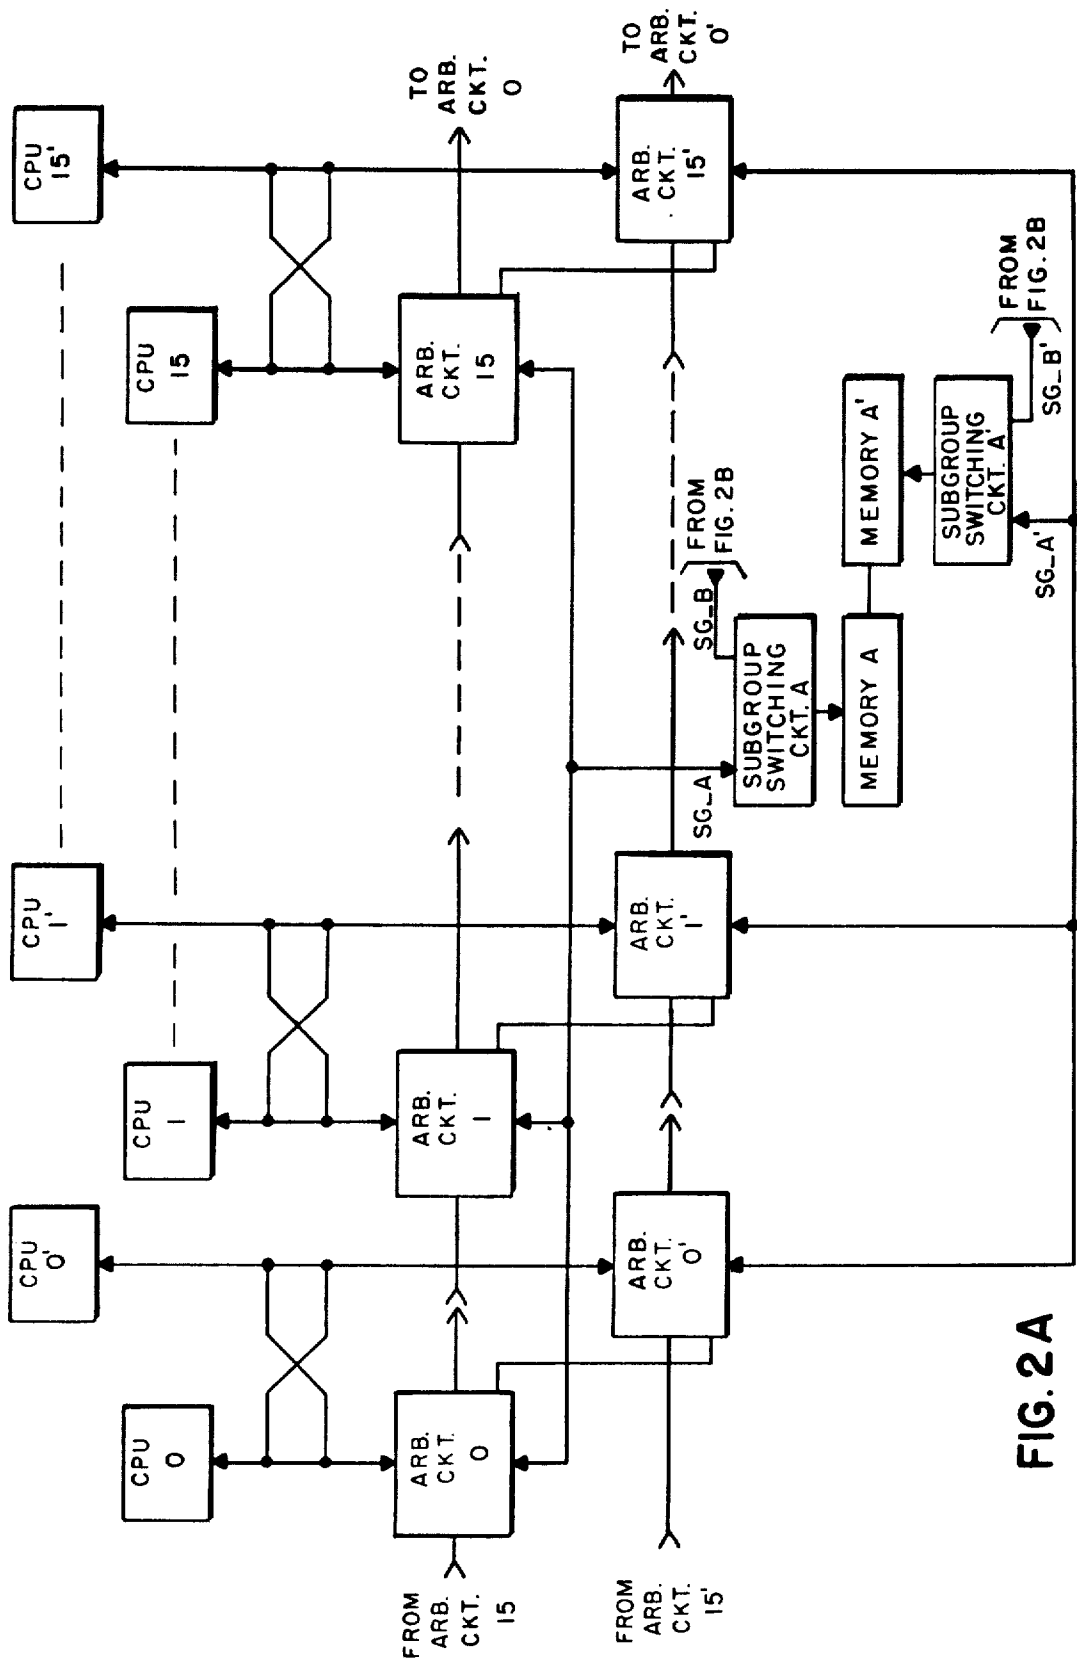 CPU
0
CPU
0'
CPU
1
CPU
1'
CPU
15
CPU
15'
FROM
ARB.
CKT.
15
ARB.
CKT.
0
ARB.
CKT.
1
ARB.
CKT.
15
TO
ARB.
CKT.
0
FROM
ARB.
CKT.
15'
ARB.
CKT.
0'
ARB.
CKT.
1'
ARB.
CKT.
15'
TO
ARB.
CKT.
0'
SG_A
SG_B
FROM
FIG. 2B
SUBGROUP
SWITCHING
CKT. A
MEMORY A
MEMORY A'
SUBGROUP
SWITCHING
CKT. A'
SG_A'
SG_B'
FROM
FIG. 2B
FIG. 2A